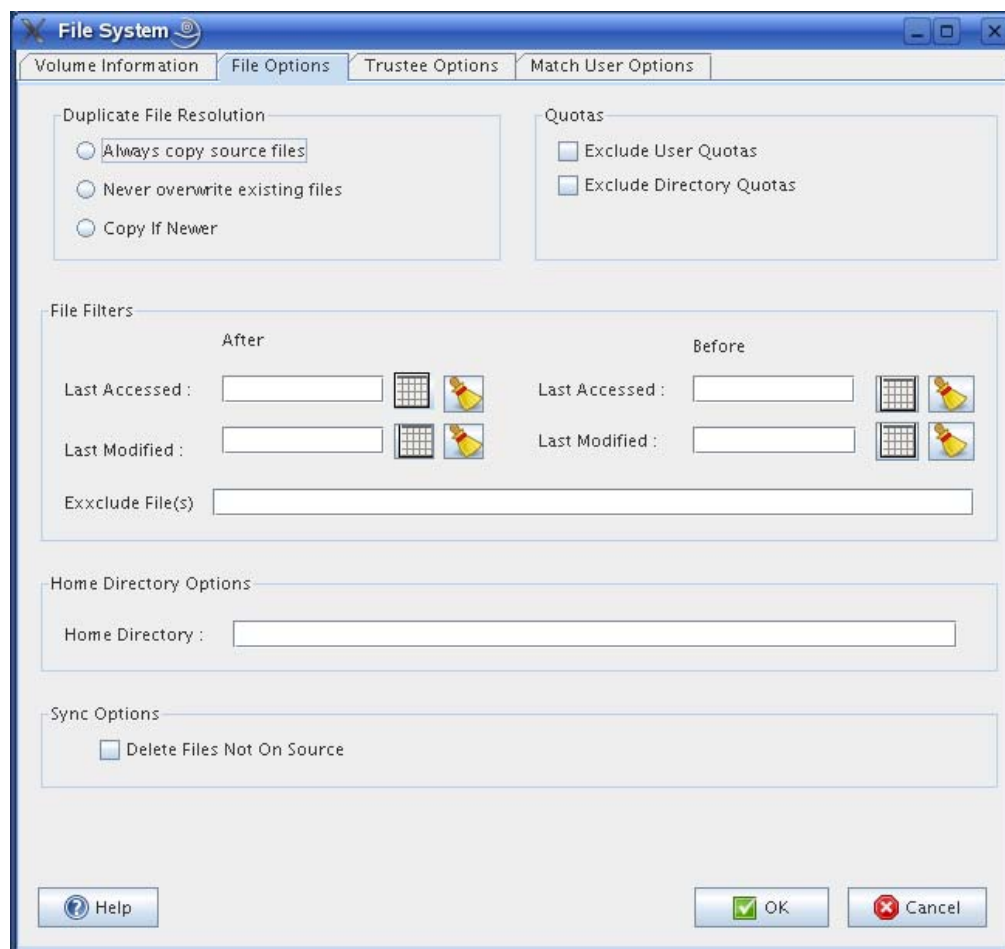 File System
Volume Information
File Options
Trustee Options
Match User Options
Duplicate File Resolution
Always copy source files
Never overwrite existing files
Copy If Newer
Quotas
Exclude User Quotas
Exclude Directory Quotas
File Filters
After
Before
Last Accessed :
Last Accessed :
Last Modified :
Last Modified :
Exxclude File(s)
Home Directory Options
Home Directory :
Sync Options
Delete Files Not On Source
Help
OK
Cancel